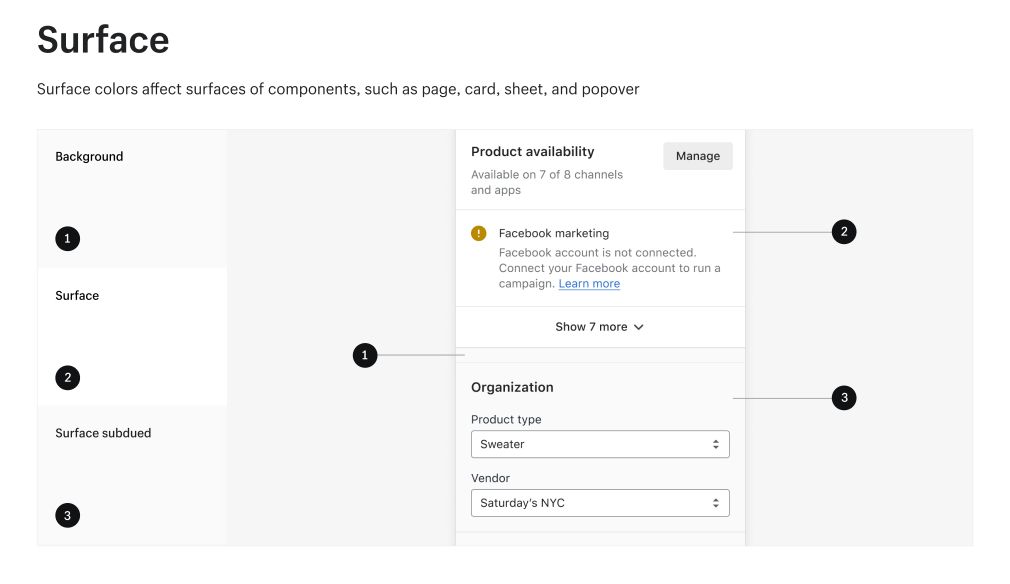 Surface
Surface colors affect surfaces of components, such as page, card, sheet, and popover
Background
1
Surface
2
Surface subdued
3
Product availability
Manage
Available on 7 of 8 channels
and apps
Facebook marketing
Facebook account is not connected.
Connect your Facebook account to run a
campaign. Learn more
2
Show 7 more
1
Organization
3
Product type
Sweater
Vendor
Saturday's NYC